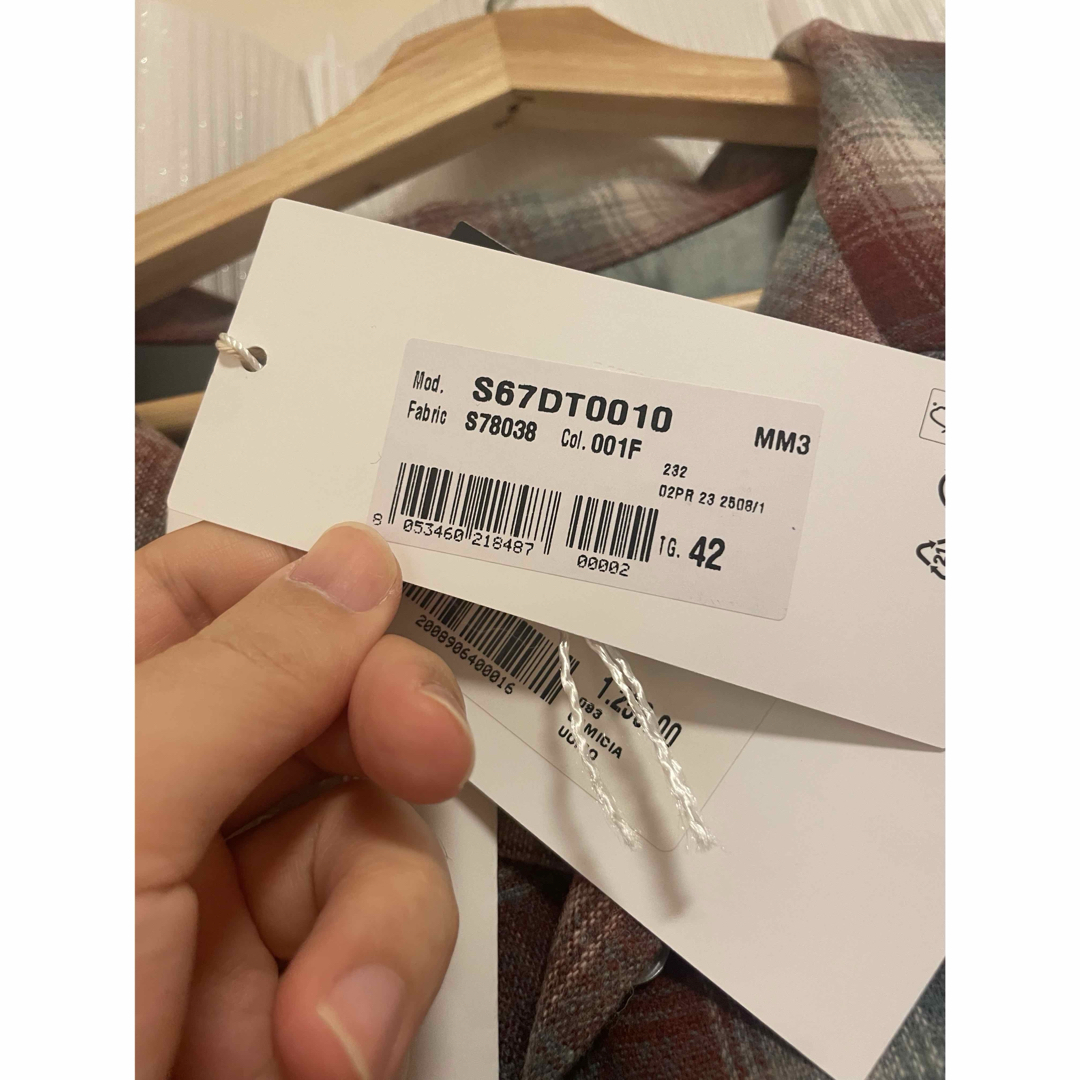 Mod. S67DT0010
Fabric S78038 Col. 001F MM3
232
02PR 23 2508/1
8 053460 218487 00002 TG. 42
2008906400016